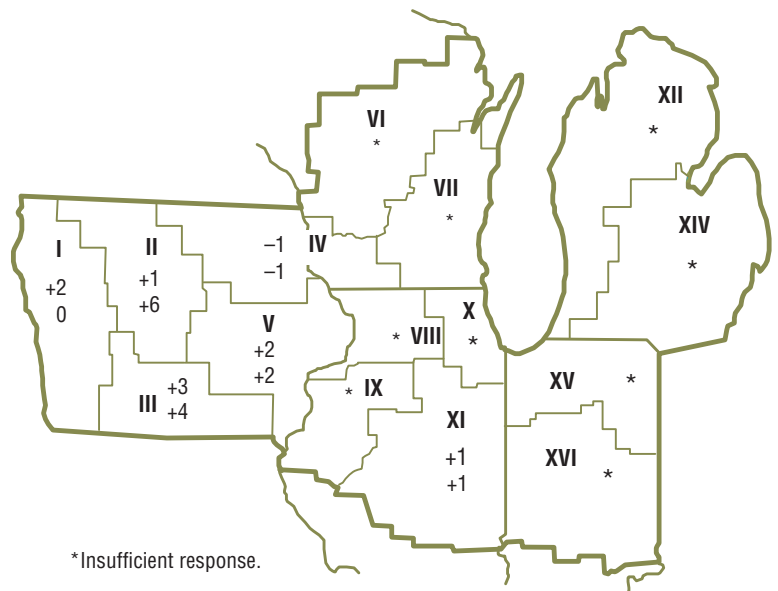 VI
*
XII
*
VII
*
XIV
*
I
+2
0
II
+1
+6
–1
–1
IV
V
+2
+2
III
+3
+4
* VIII
X
*
* IX
XI
+1
+1
XV *
XVI
*
*Insufficient response.